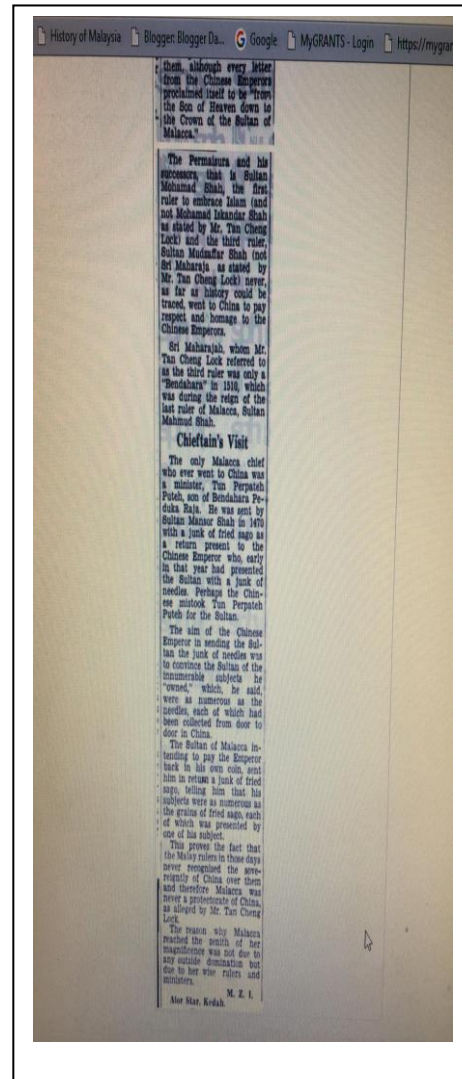 History of Malaysia Blogger: Blogger Da... Google MyGRANTS - Login https://mygrar
them, although every letter
from the Chinese Emperors
proclaimed itself to be "from
the Son of Heaven down to
the Crown of the Sultan of
Malacca."
The Permaisura and his
successors, that is Sultan
Mohamad Shah, the first
ruler to embrace Islam (and
not Mohamad Iskandar Shah
as stated by Mr. Tan Cheng
Lock) and the third ruler,
Sultan Mudzaffar Shah (not
Sri Maharaja as stated by
Mr. Tan Cheng Lock) never,
as far as history could be
traced, went to China to pay
respect and homage to the
Chinese Emperors.
Sri Maharajah, whom Mr.
Tan Cheng Lock referred to
as the third ruler was only a
"Bendahara" in 1510, which
was during the reign of the
last ruler of Malacca, Sultan
Mahmud Shah.
Chieftain's Visit
The only Malacca chief
who ever went to China was
a minister, Tun Perpateh
Puteh, son of Bendahara Pe-
duka Raja. He was sent by
Sultan Mansor Shah in 1470
with a junk of fried sago as
a return present to the
Chinese Emperor who, early
in that year had presented
the Sultan with a junk of
needles. Perhaps the Chin-
ese mistook Tun Perpateh
Puteh for the Sultan.
The aim of the Chinese
Emperor in sending the Sul-
tan the junk of needles was
to convince the Sultan of the
innumerable subjects he
"owned," which, he said,
were as numerous as the
needles, each of which had
been collected from door to
door in China.
The Sultan of Malacca in-
tending to pay the Emperor
back in his own coin, sent
him in return a junk of fried
sago, telling him that his
subjects were as numerous as
the grains of fried sago, each
of which was presented by
one of his subject.
This proves the fact that
the Malay rulers in those days
never recognised the sove-
reigntly of China over them
and therefore Malacca was
never a protectorate of China,
as alleged by Mr. Tan Cheng
Lock.
The reason why Malacca
reached the zenith of her
magnificence was not due to
any outside domination but
due to her wise rulers and
ministers.
M. Z. I.
Alor Star, Kedah.